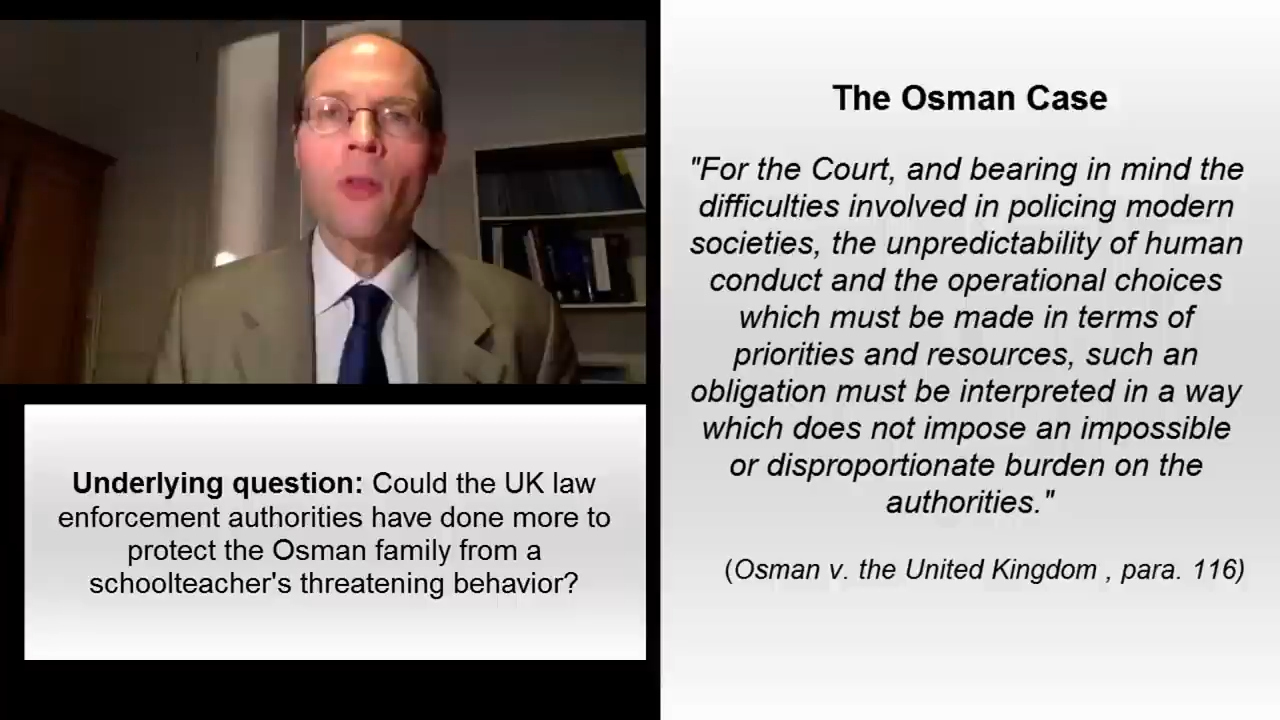 The Osman Case
"For the Court, and bearing in mind the
difficulties involved in policing modern
societies, the unpredictability of human
conduct and the operational choices
which must be made in terms of
priorities and resources, such an
obligation must be interpreted in a way
which does not impose an impossible
or disproportionate burden on the
authorities."
(Osman v. the United Kingdom , para. 116)
Underlying question: Could the UK law
enforcement authorities have done more to
protect the Osman family from a
schoolteacher's threatening behavior?